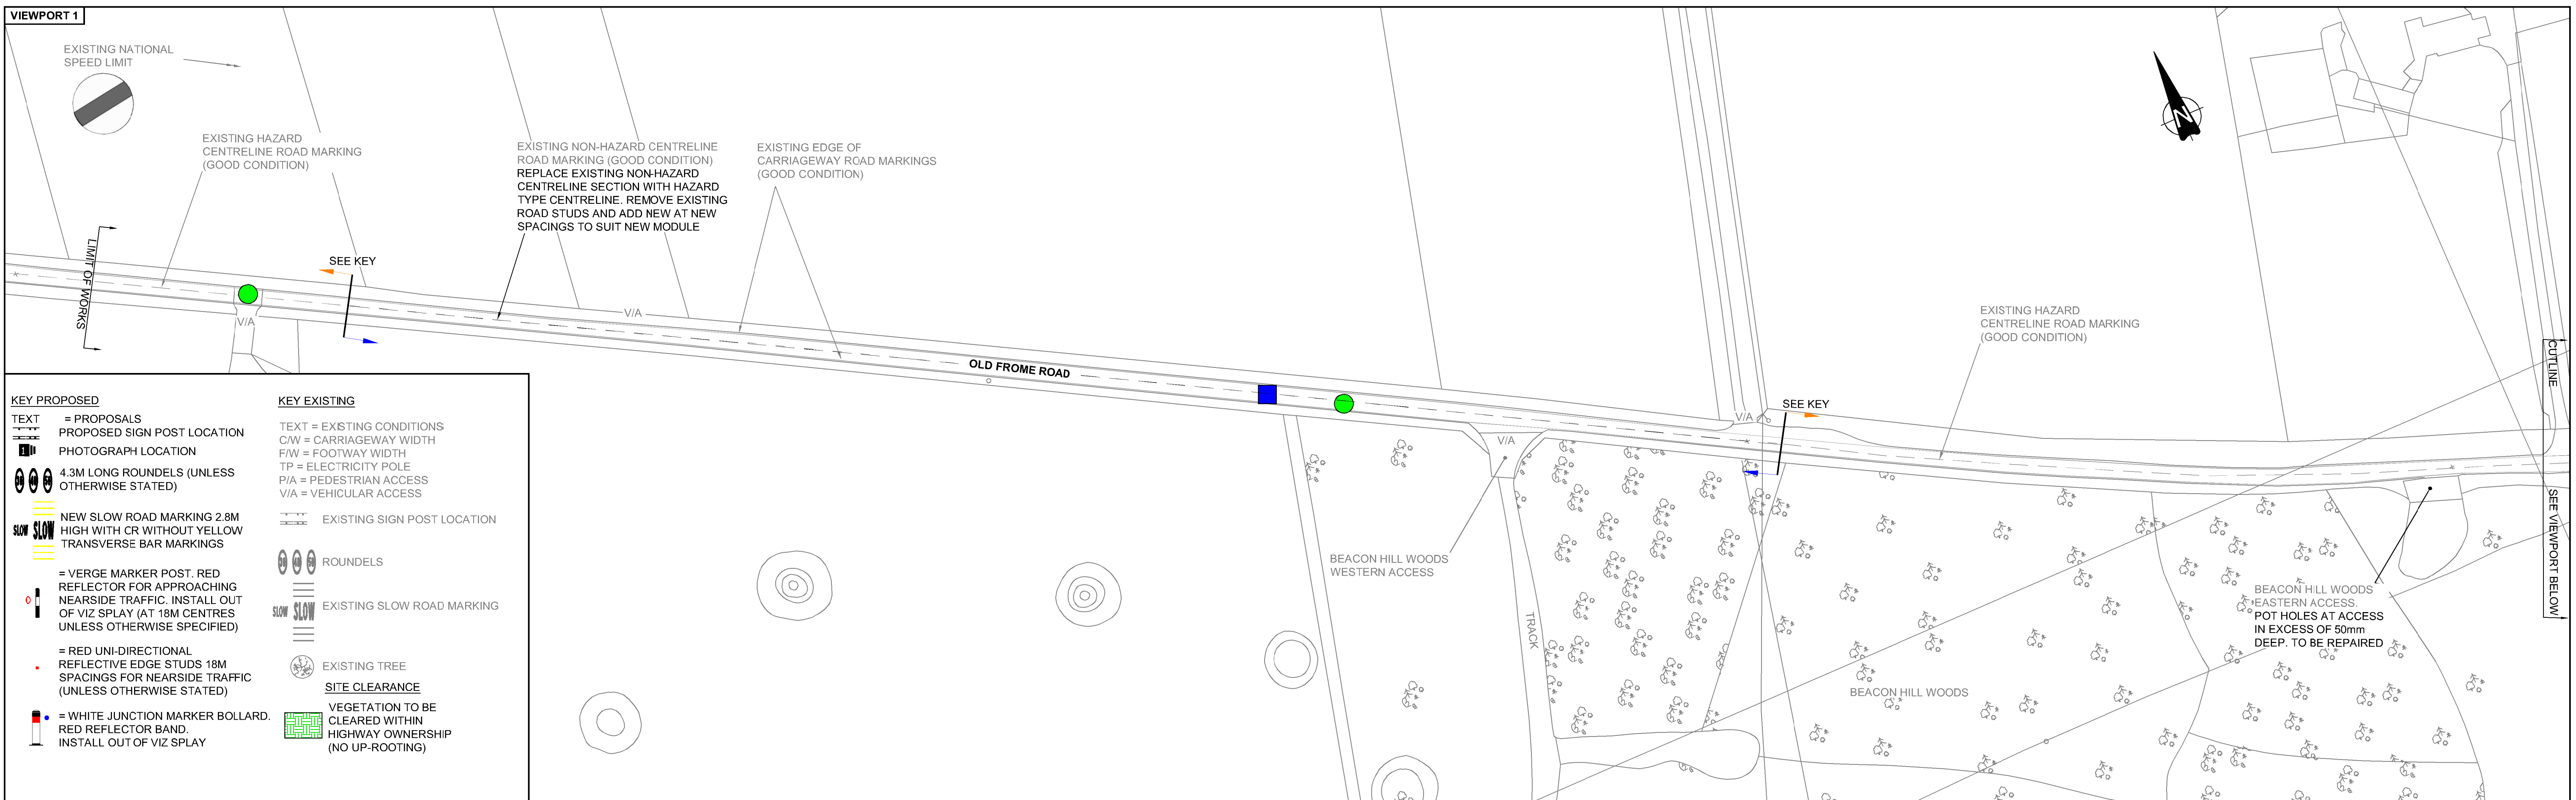 VIEWPORT 1
EXISTING NATIONAL
SPEED LIMIT
EXISTING HAZARD
CENTRELINE ROAD MARKING
(GOOD CONDITION)
EXISTING NON-HAZARD CENTRELINE
ROAD MARKING (GOOD CONDITION)
REPLACE EXISTING NON-HAZARD
CENTRELINE SECTION WITH HAZARD
TYPE CENTRELINE. REMOVE EXISTING
ROAD STUDS AND ADD NEW AT NEW
SPACINGS TO SUIT NEW MODULE
EXISTING EDGE OF
CARRIAGEWAY ROAD MARKINGS
(GOOD CONDITION)
N
LIMIT OF WORKS
SEE KEY
V/A
V/A
OLD FROME ROAD
V/A
V/A
SEE KEY
EXISTING HAZARD
CENTRELINE ROAD MARKING
(GOOD CONDITION)
CUTLINE
SEE VIEWPORT BELOW
BEACON HILL WOODS
WESTERN ACCESS
TRACK
BEACON HILL WOODS
BEACON HILL WOODS
EASTERN ACCESS.
POT HOLES AT ACCESS
IN EXCESS OF 50mm
DEEP. TO BE REPAIRED
KEY PROPOSED
TEXT = PROPOSALS
PROPOSED SIGN POST LOCATION
1
PHOTOGRAPH LOCATION
30 40 50
4.3M LONG ROUNDELS (UNLESS
OTHERWISE STATED)
SLOW SLOW
NEW SLOW ROAD MARKING 2.8M
HIGH WITH CR WITHOUT YELLOW
TRANSVERSE BAR MARKINGS
= VERGE MARKER POST. RED
REFLECTOR FOR APPROACHING
NEARSIDE TRAFFIC. INSTALL OUT
OF VIZ SPLAY (AT 18M CENTRES
UNLESS OTHERWISE SPECIFIED)
= RED UNI-DIRECTIONAL
REFLECTIVE EDGE STUDS 18M
SPACINGS FOR NEARSIDE TRAFFIC
(UNLESS OTHERWISE STATED)
= WHITE JUNCTION MARKER BOLLARD.
RED REFLECTOR BAND.
INSTALL OUT OF VIZ SPLAY
KEY EXISTING
TEXT = EXISTING CONDITIONS
C/W = CARRIAGEWAY WIDTH
F/W = FOOTWAY WIDTH
TP = ELECTRICITY POLE
P/A = PEDESTRIAN ACCESS
V/A = VEHICULAR ACCESS
EXISTING SIGN POST LOCATION
30 40 50
ROUNDELS
SLOW SLOW
EXISTING SLOW ROAD MARKING
EXISTING TREE
SITE CLEARANCE
VEGETATION TO BE
CLEARED WITHIN
HIGHWAY OWNERSHIP
(NO UP-ROOTING)